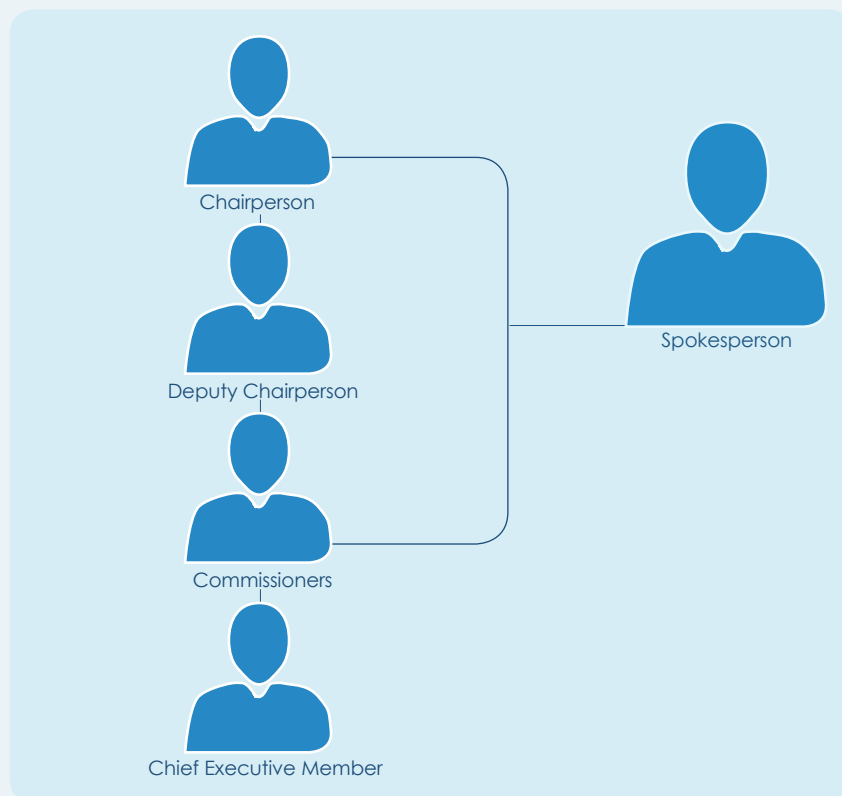 Chairperson
Spokesperson
Deputy Chairperson
Commissioners
Chief Executive Member